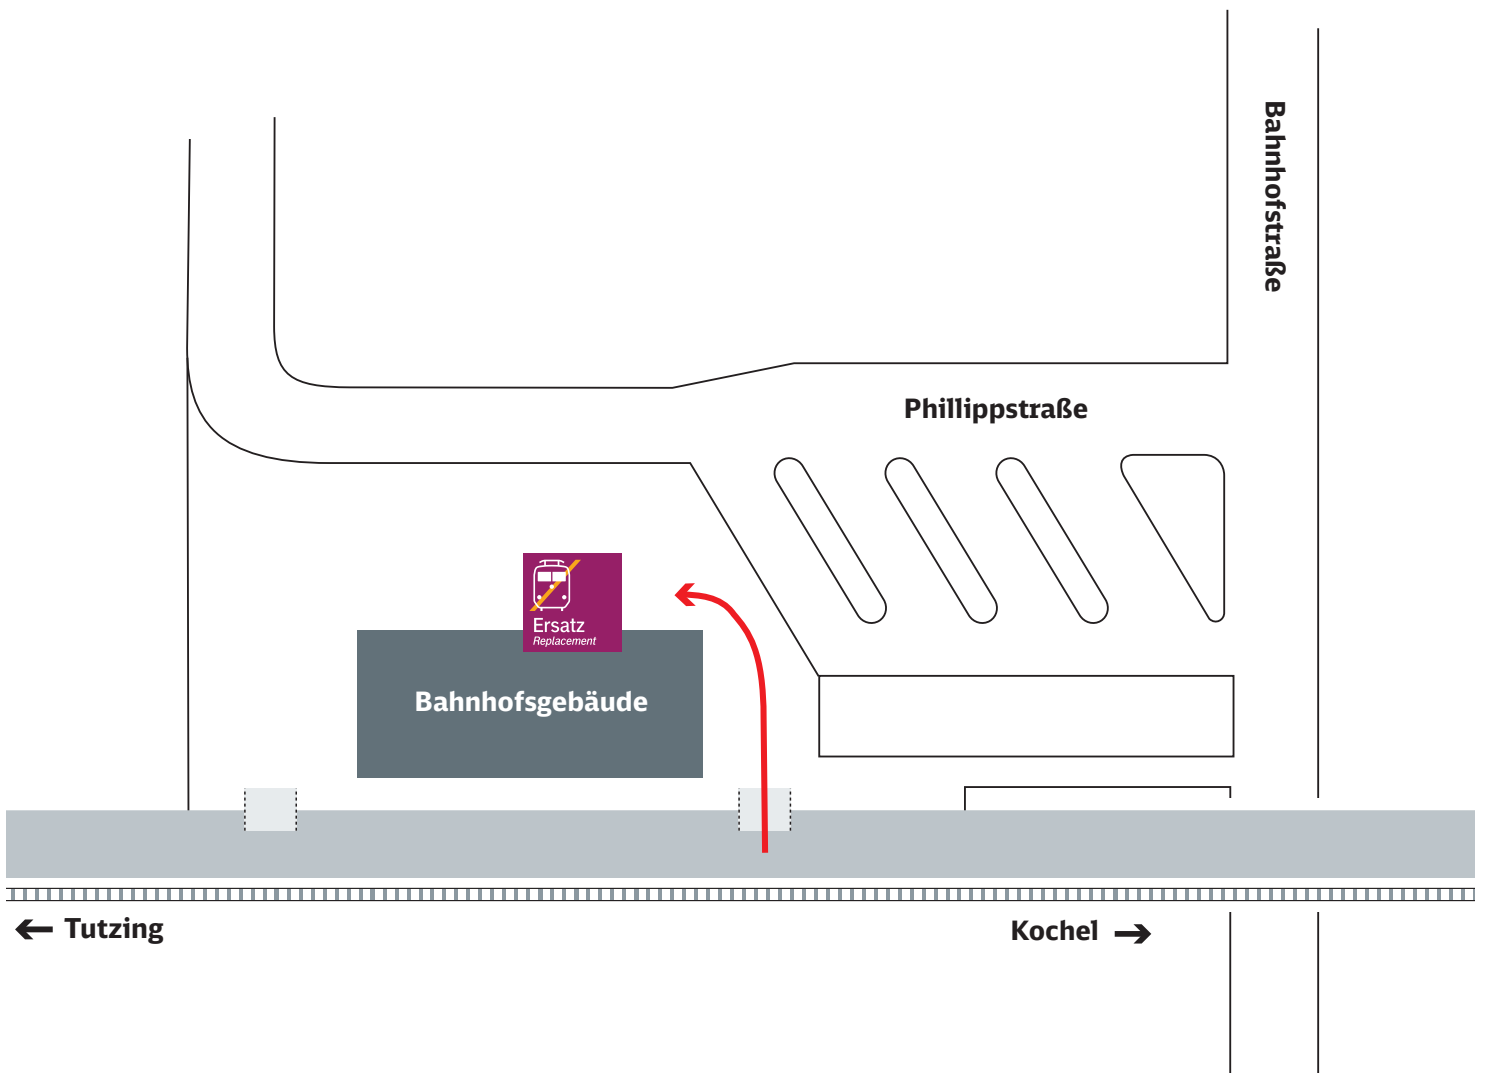 Bahnhofstraße
Phillippstraße
Ersatz
Replacement
Bahnhofsgebäude
Tutzing
Kochel